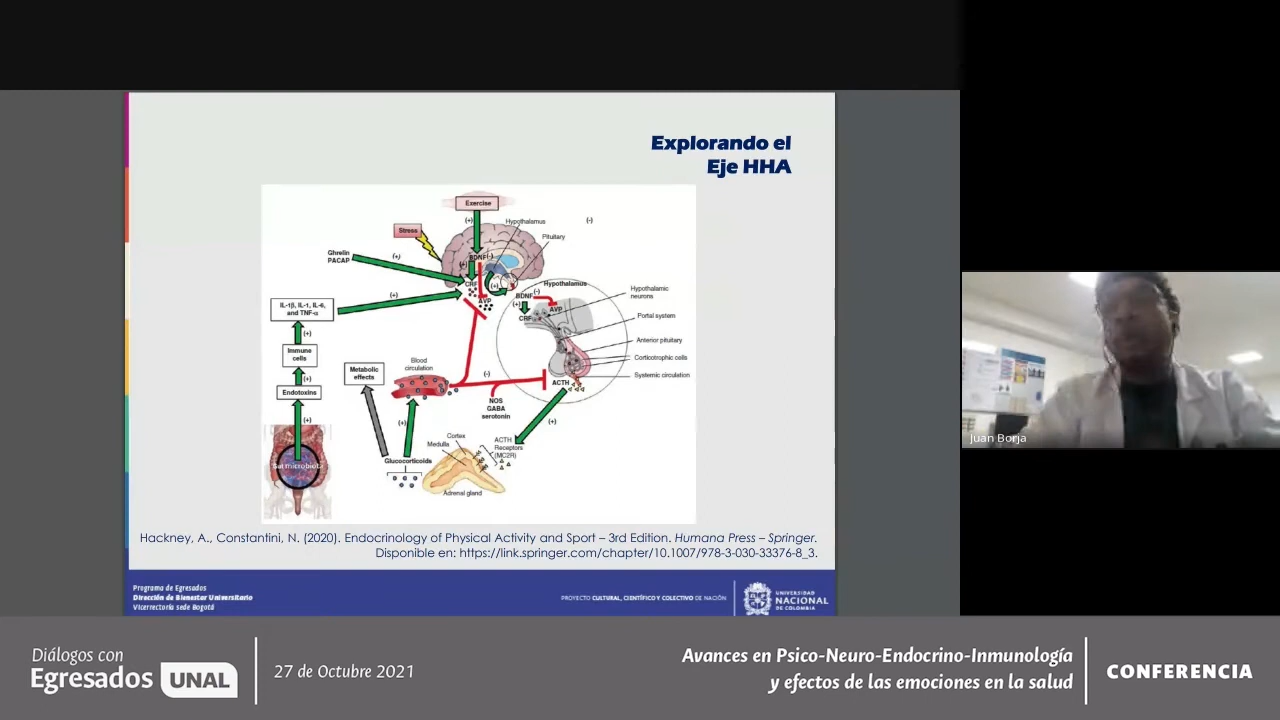 Explorando el
Eje HHA
Exercise
(+)
(-)
Hypothalamus
Stress
Pituitary
Ghrelin
PACAP
(+)
BDNF
(-)
(+)
CRF
(+)
AVP
Hypothalamus
BDNF
(-)
(+)
AVP
CRF
Hypothalamic
neurons
Portal system
Anterior pituitary
Corticotrophic cells
Systemic circulation
IL-1β, IL-1, IL-6,
and TNF-α
(+)
(+)
Immune
cells
(+)
Endotoxins
(+)
Gut microbiota
Metabolic
effects
Blood
circulation
(-)
ACTH
NOS
GABA
serotonin
(+)
(+)
Cortex
Medulla
ACTH
Receptors
(MC2R)
Glucocorticoids
Adrenal gland
Hackney, A., Constantini, N. (2020). Endocrinology of Physical Activity and Sport – 3rd Edition. Humana Press – Springer.
Disponible en: https://link.springer.com/chapter/10.1007/978-3-030-33376-8_3.
Programa de Egresados
Dirección de Bienestar Universitario
Vicerrectoría sede Bogotá
PROYECTO CULTURAL, CIENTÍFICO Y COLECTIVO DE NACIÓN
UNIVERSIDAD
NACIONAL
DE COLOMBIA
Juan Borja
Diálogos con
Egresados UNAL
27 de Octubre 2021
Avances en Psico-Neuro-Endocrino-Inmunología
y efectos de las emociones en la salud
CONFERENCIA